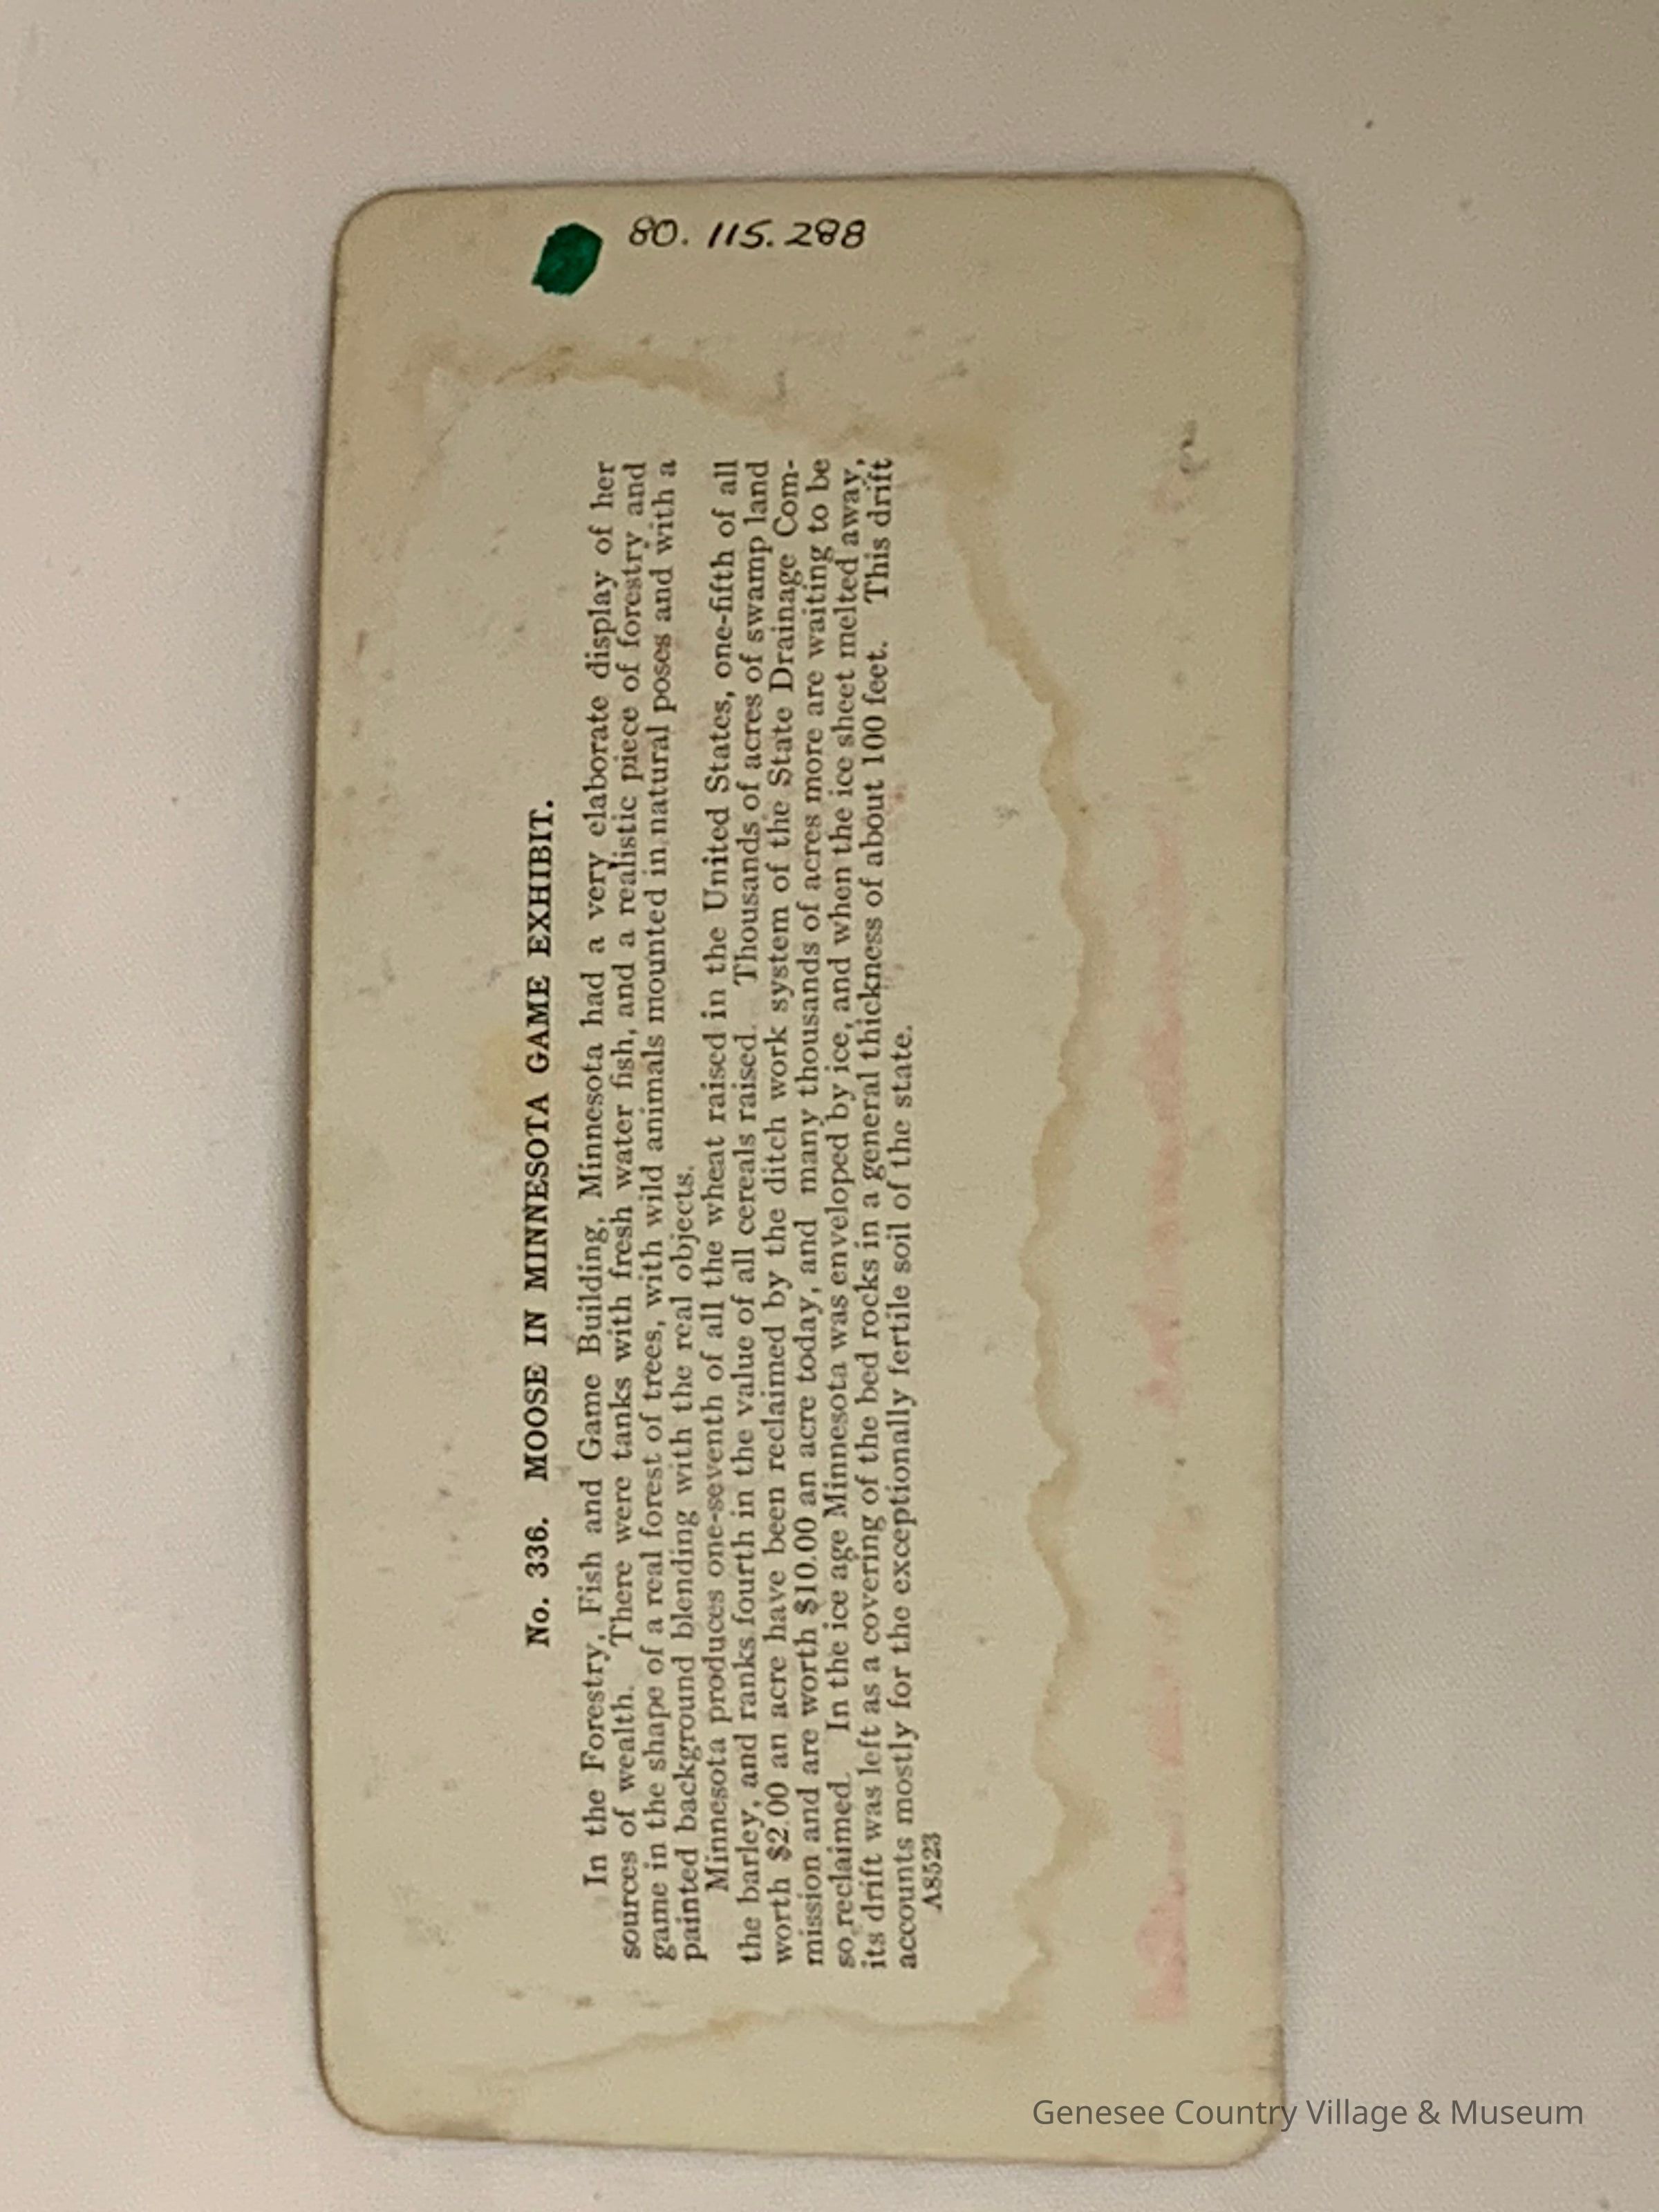 80. 115. 288
No. 336. MOOSE IN MINNESOTA GAME EXHIBIT.
In the Forestry, Fish and Game Building, Minnesota had a very elaborate display of her
sources of wealth. There were tanks with fresh water fish, and a realistic piece of forestry and
game in the shape of a real forest of trees, with wild animals mounted in natural poses and with a
painted background blending with the real objects.
Minnesota produces one-seventh of all the wheat raised in the United States, one-fifth of all
the barley, and ranks fourth in the value of all cereals raised. Thousands of acres of swamp land
worth $2.00 an acre have been reclaimed by the ditch work system of the State Drainage Com-
mission and are worth $10.00 an acre today, and many thousands of acres more are waiting to be
so reclaimed. In the ice age Minnesota was enveloped by ice, and when the ice sheet melted away,
its drift was left as a covering of the bed rocks in a general thickness of about 100 feet. This drift
accounts mostly for the exceptionally fertile soil of the state.
A8523
Genesee Country Village & Museum